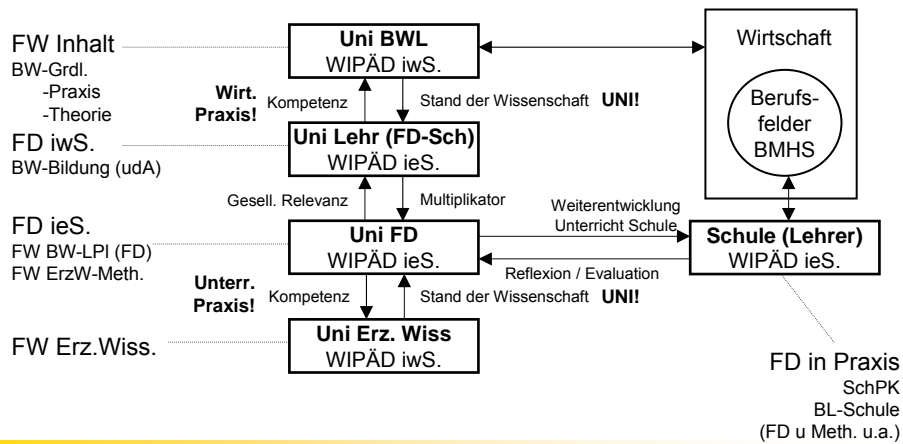 FW Inhalt
BW-Grdl.
-Praxis
-Theorie
FD iwS.
BW-Bildung (udA)
FD ieS.
FW BW-LPI (FD)
FW ErzW-Meth.
FW Erz.Wiss.
Uni BWL
WIPÄD iwS.
Wirt.
Praxis!
Kompetenz
Stand der Wissenschaft UNI!
Uni Lehr (FD-Sch)
WIPÄD ieS.
Gesell. Relevanz
Multiplikator
Uni FD
WIPÄD ieS.
Unterr.
Praxis!
Kompetenz
Stand der Wissenschaft UNI!
Uni Erz. Wiss
WIPÄD iwS.
Weiterentwicklung
Unterricht Schule
Reflexion / Evaluation
Wirtschaft
Berufs-
felder
BMHS
Schule (Lehrer)
WIPÄD ieS.
FD in Praxis
SchPK
BL-Schule
(FD u Meth. u.a.)